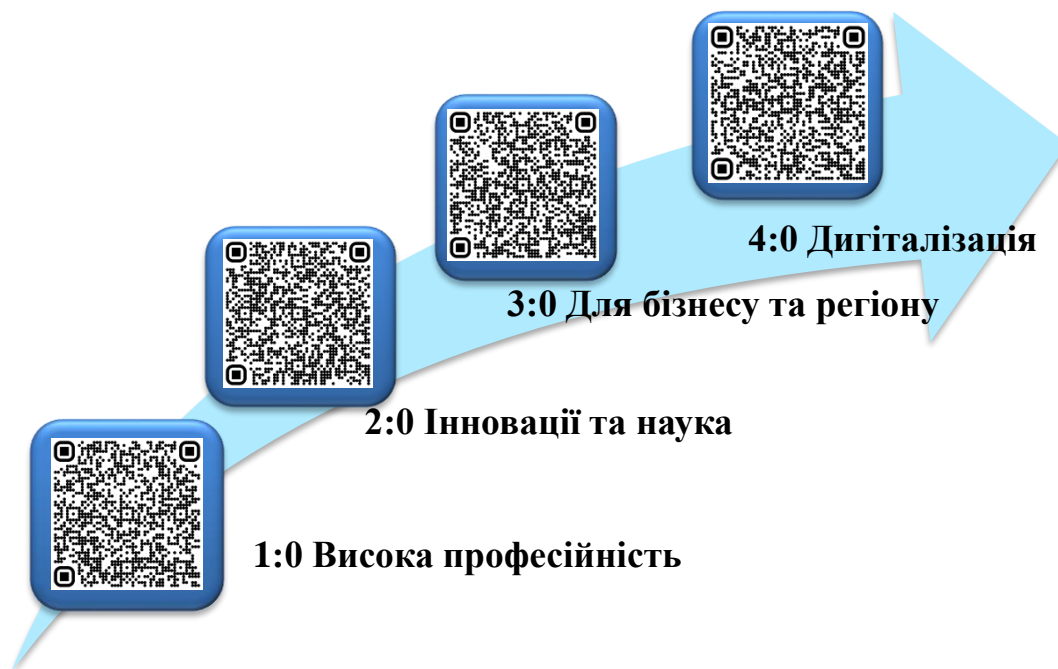 4:0 Дигіталізація
3:0 Для бізнесу та регіону
2:0 Інновації та наука
1:0 Висока професійність